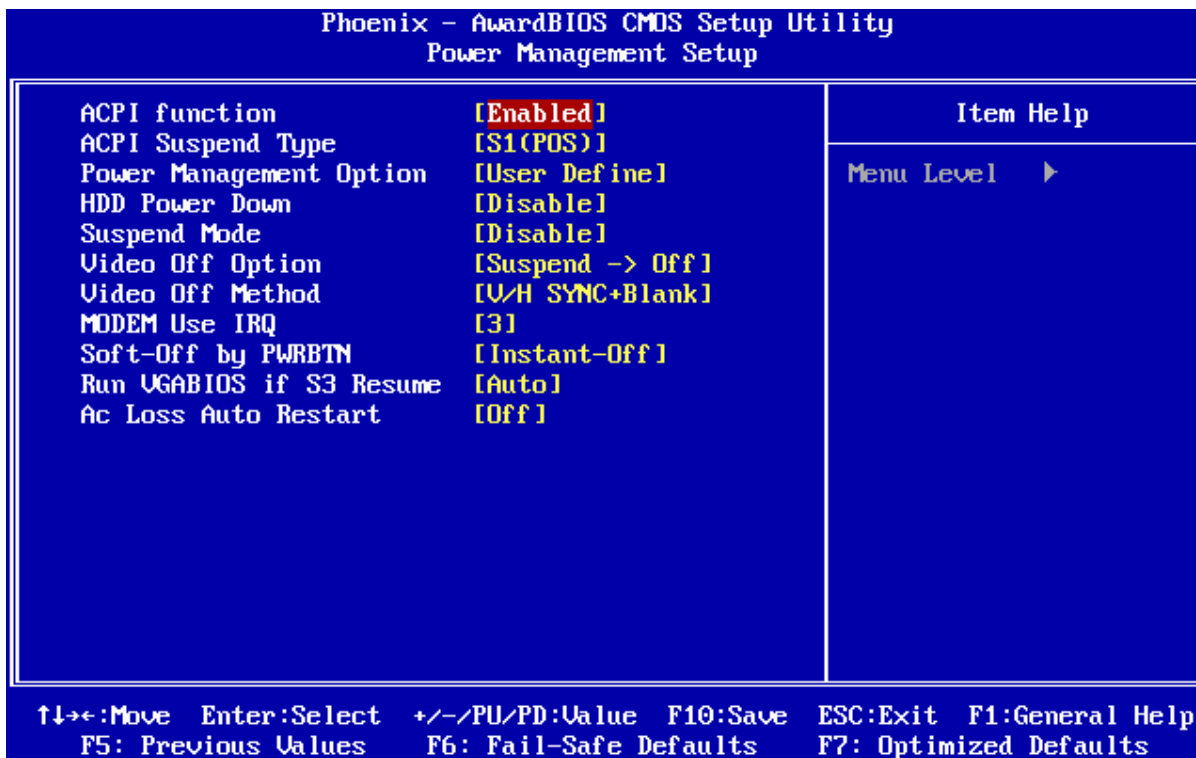 Phoenix - AwardBIOS CMOS Setup Utility
Power Management Setup
ACPI function [Enabled]
ACPI Suspend Type [S1(POS)]
Power Management Option [User Define]
HDD Power Down [Disable]
Suspend Mode [Disable]
Video Off Option [Suspend -> Off]
Video Off Method [V/H SYNC+Blank]
MODEM Use IRQ [3]
Soft-Off by PWRBTN [Instant-Off]
Run VGABIOS if S3 Resume [Auto]
Ac Loss Auto Restart [Off]
Item Help
Menu Level ▶
↑↓→←:Move Enter:Select +/-/PU/PD:Value F10:Save ESC:Exit F1:General Help
F5: Previous Values F6: Fail-Safe Defaults F7: Optimized Defaults